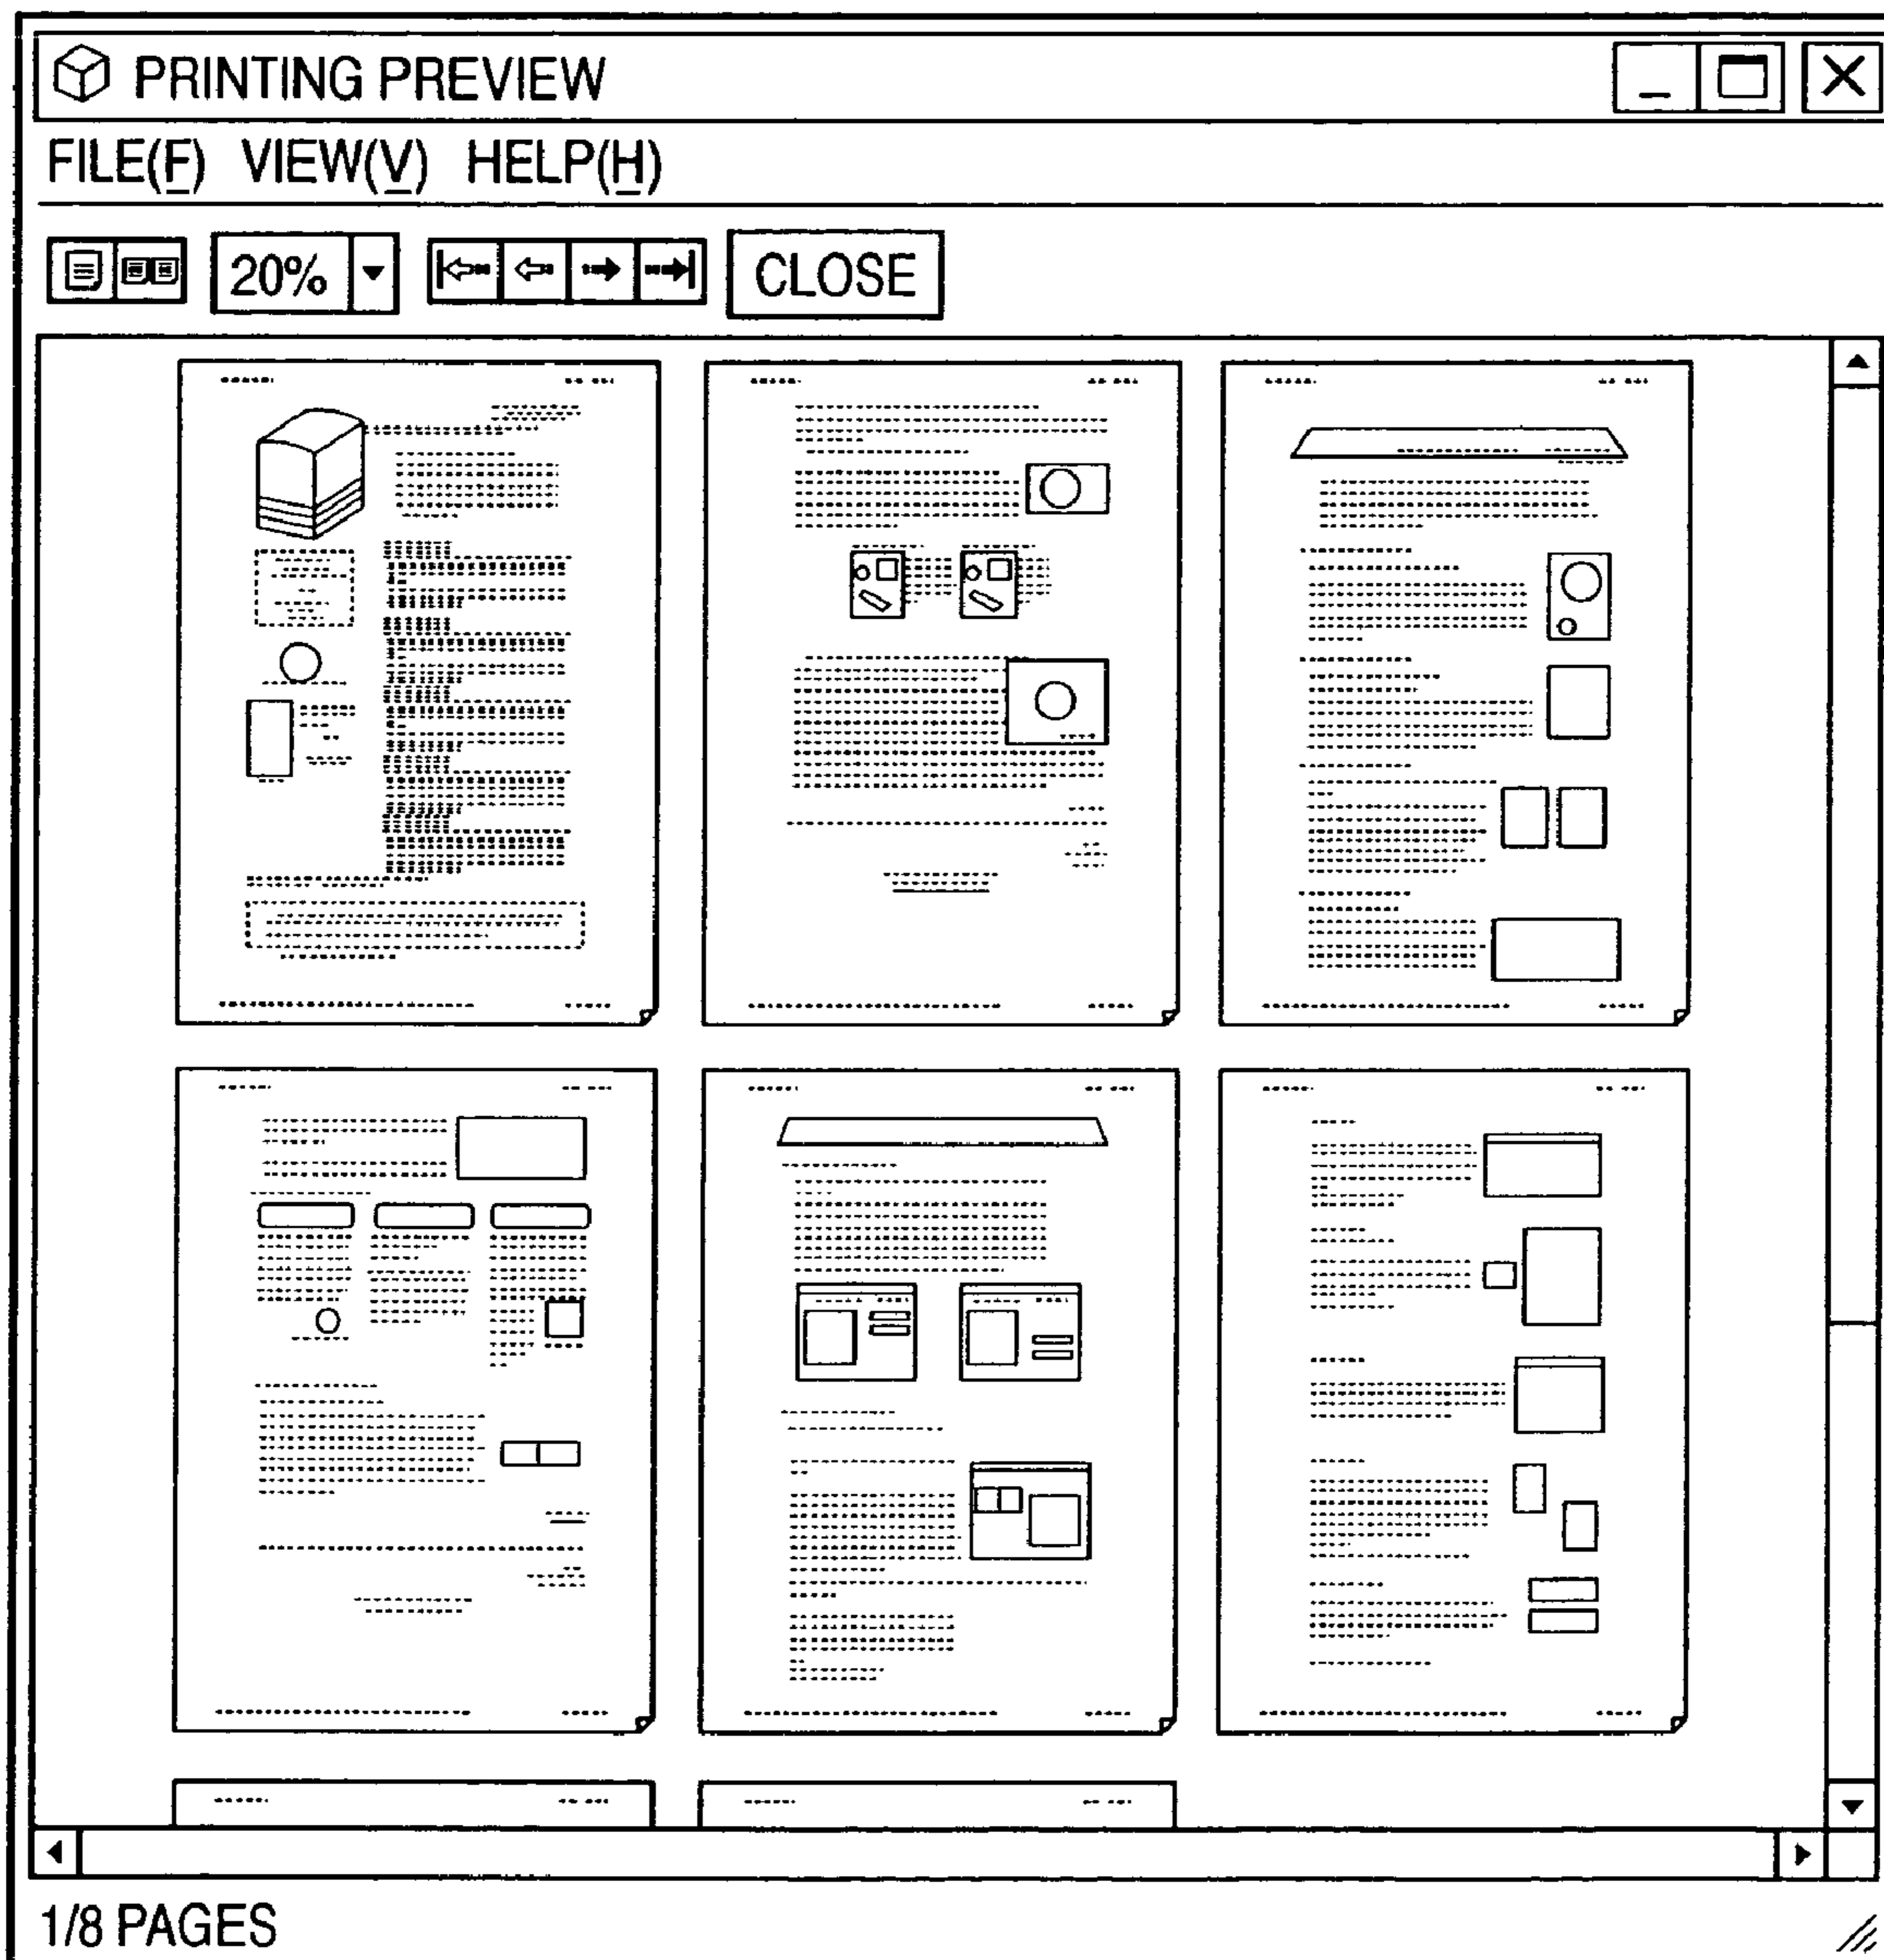 PRINTING PREVIEW
FILE(F) VIEW(V) HELP(H)
20% CLOSE
1/8 PAGES